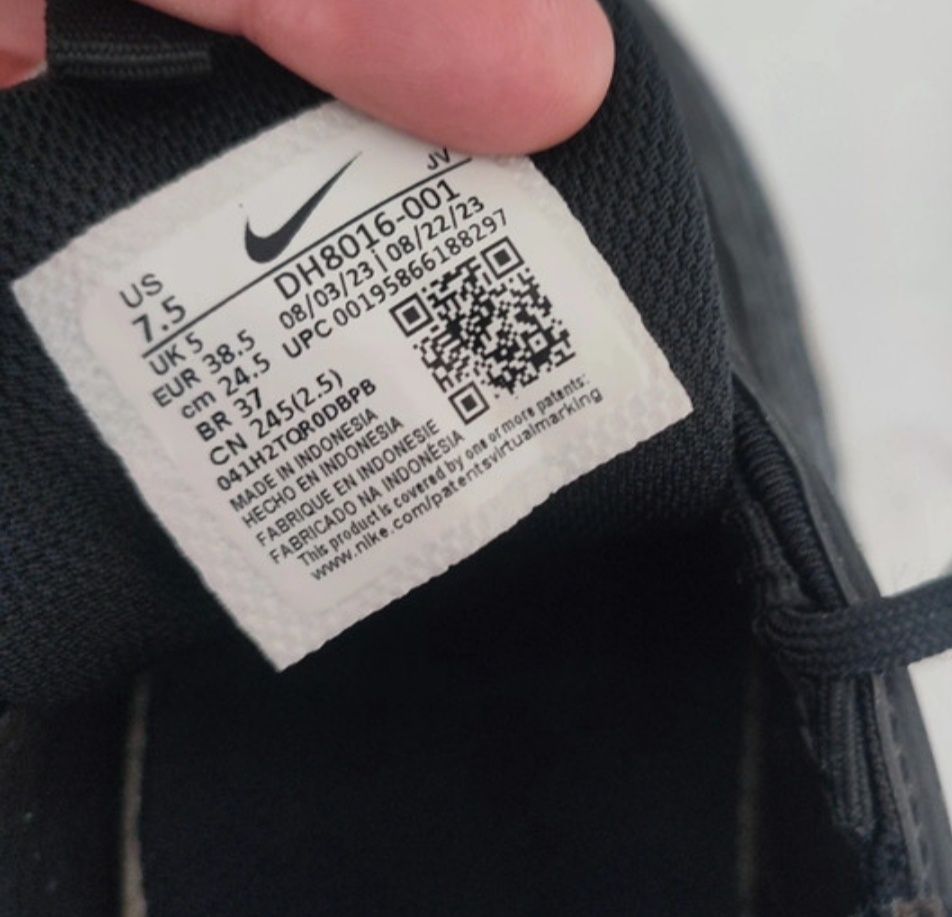 JV
US
7.5
DH8016-001
08/03/23 | 08/22/23
UPC 00195866188297
UK 5
EUR 38.5
cm 24.5
BR 37
CN 245(2.5)
041H2TQR0DBPB
MADE IN INDONESIA
HECHO EN INDONESIA
FABRIQUE EN INDONESIE
FABRICADO NA INDONÉSIA
This product is covered by one or more patents:
www.nike.com/patentsvirtualmarking